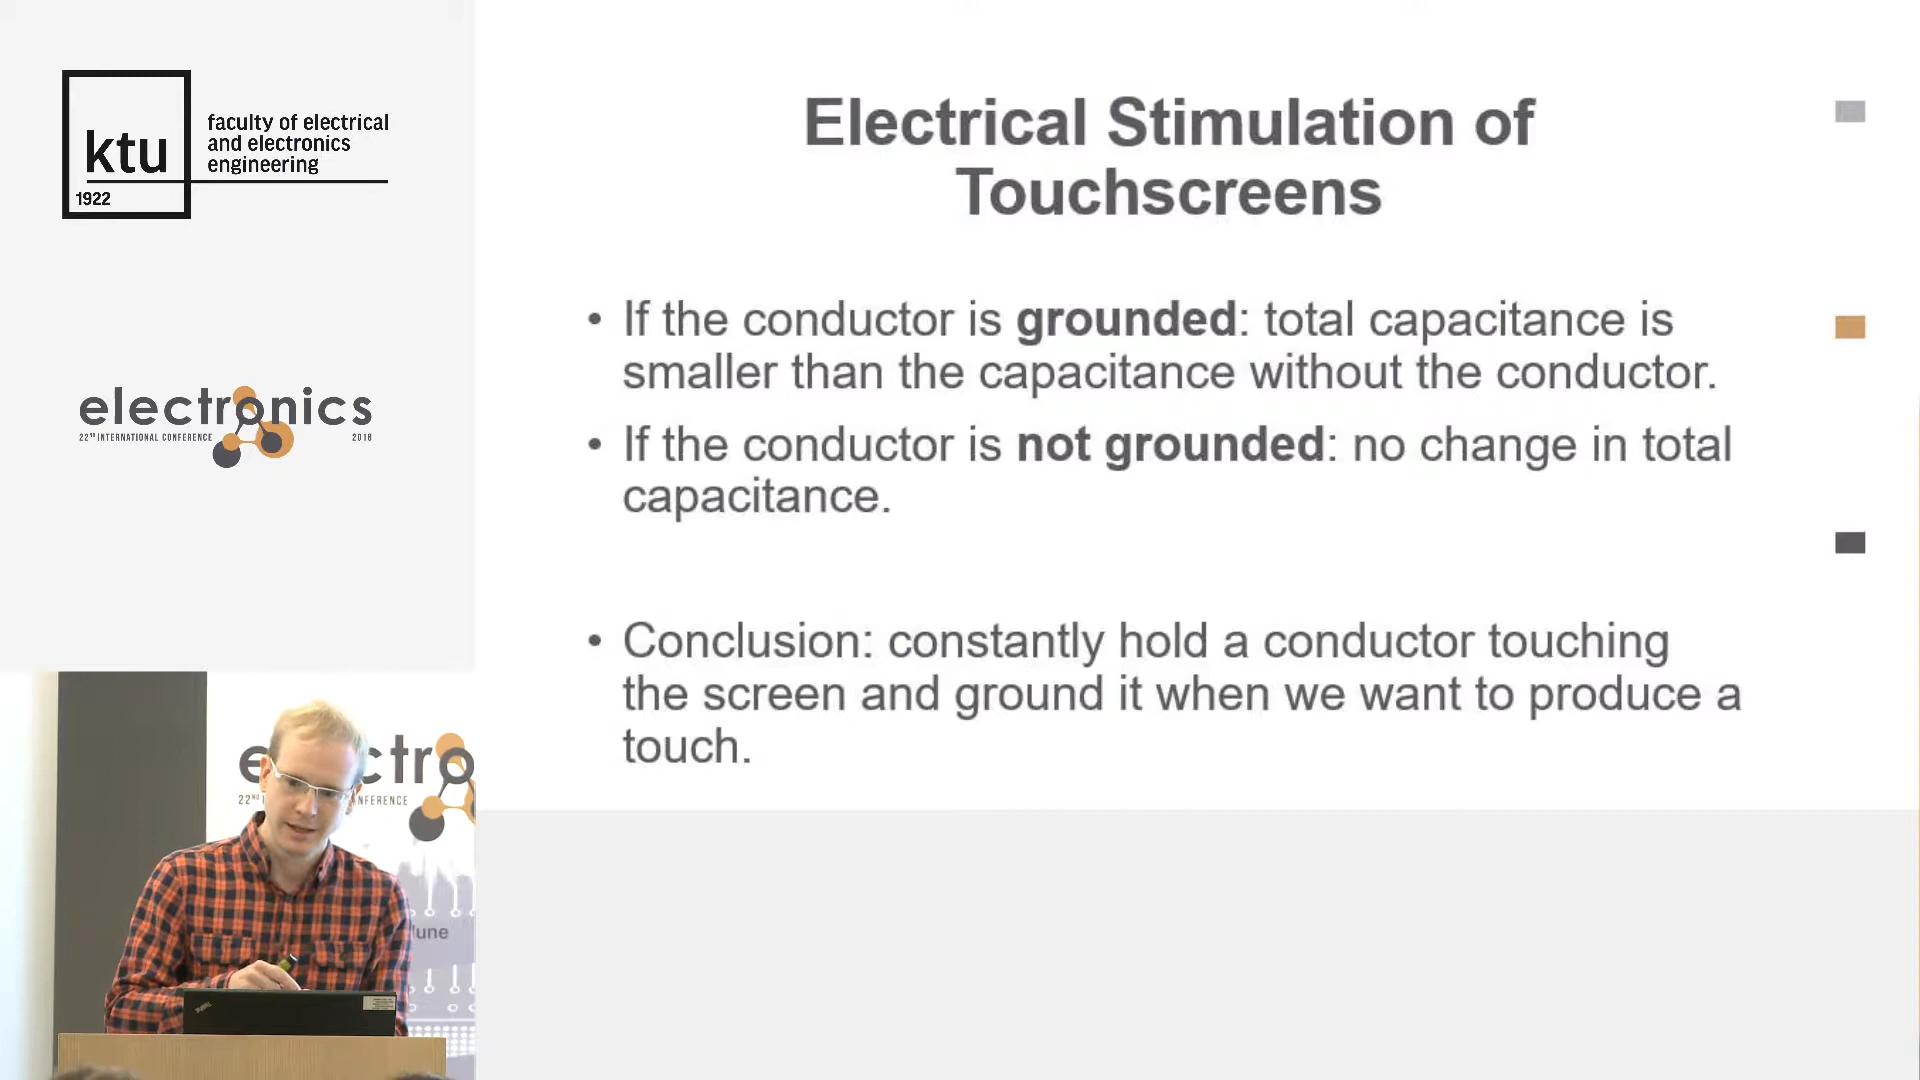 ktu
1922
faculty of electrical
and electronics
engineering
electronics
22ND INTERNATIONAL CONFERENCE
2018
Electrical Stimulation of
Touchscreens
• If the conductor is grounded: total capacitance is
smaller than the capacitance without the conductor.
• If the conductor is not grounded: no change in total
capacitance.
• Conclusion: constantly hold a conductor touching
the screen and ground it when we want to produce a
touch.
ctro
22ND
June